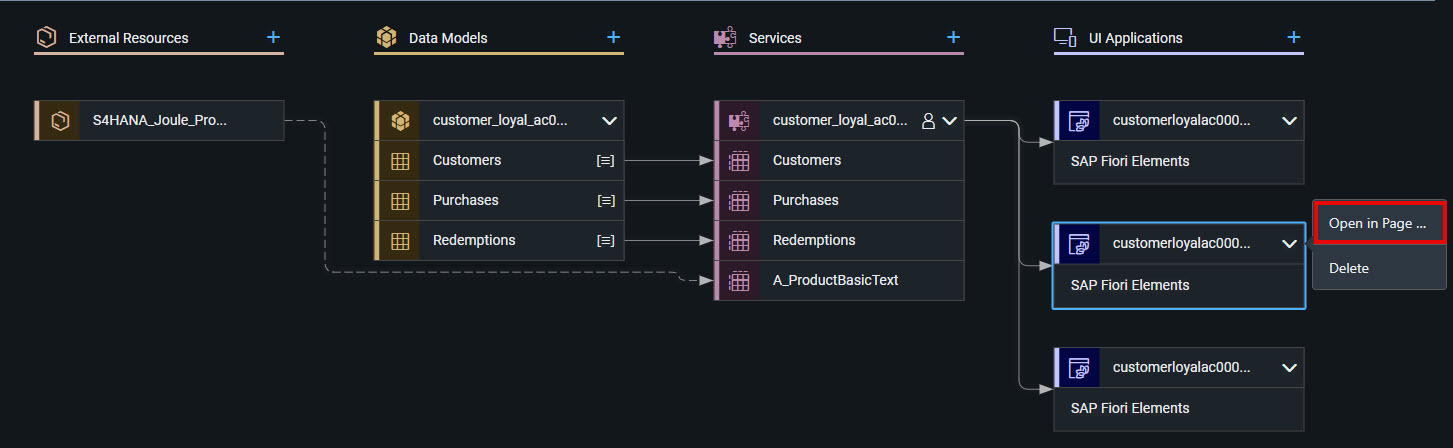 External Resources +
Data Models +
Services +
UI Applications +
S4HANA_Joule_Pro...
customer_loyal_ac0...
Customers
Purchases
Redemptions
customer_loyal_ac0...
Customers
Purchases
Redemptions
A_ProductBasicText
customerloyalac000...
SAP Fiori Elements
customerloyalac000...
SAP Fiori Elements
Open in Page ...
Delete
customerloyalac000...
SAP Fiori Elements